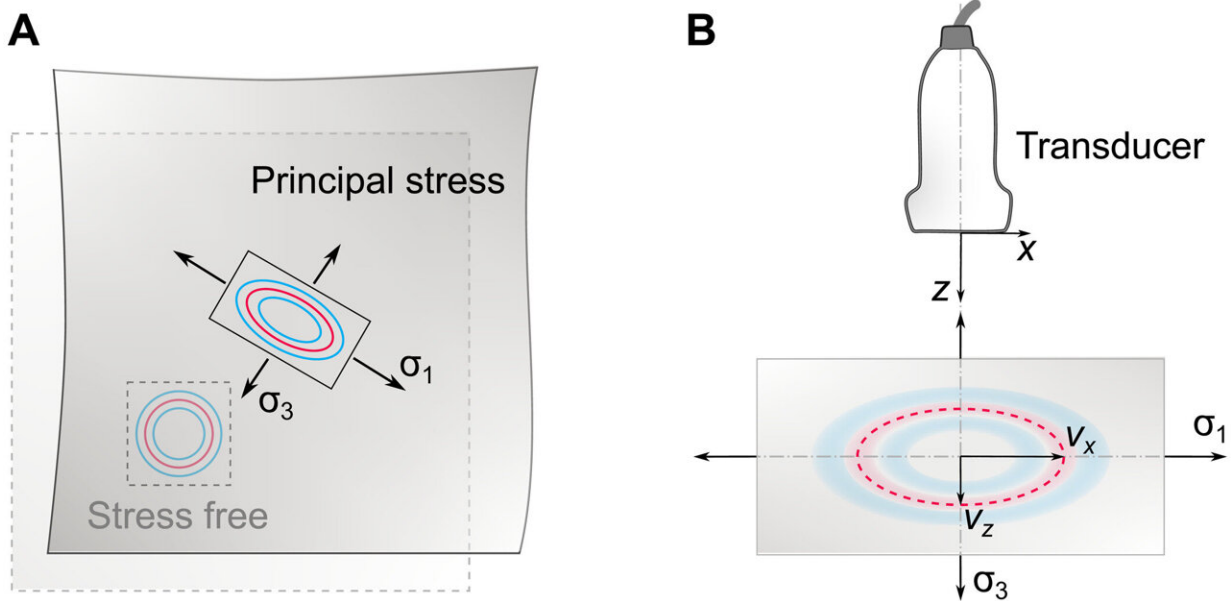 A
Principal stress
σ1
σ3
Stress free
B
Transducer
x
z
σ1
vx
vz
σ3